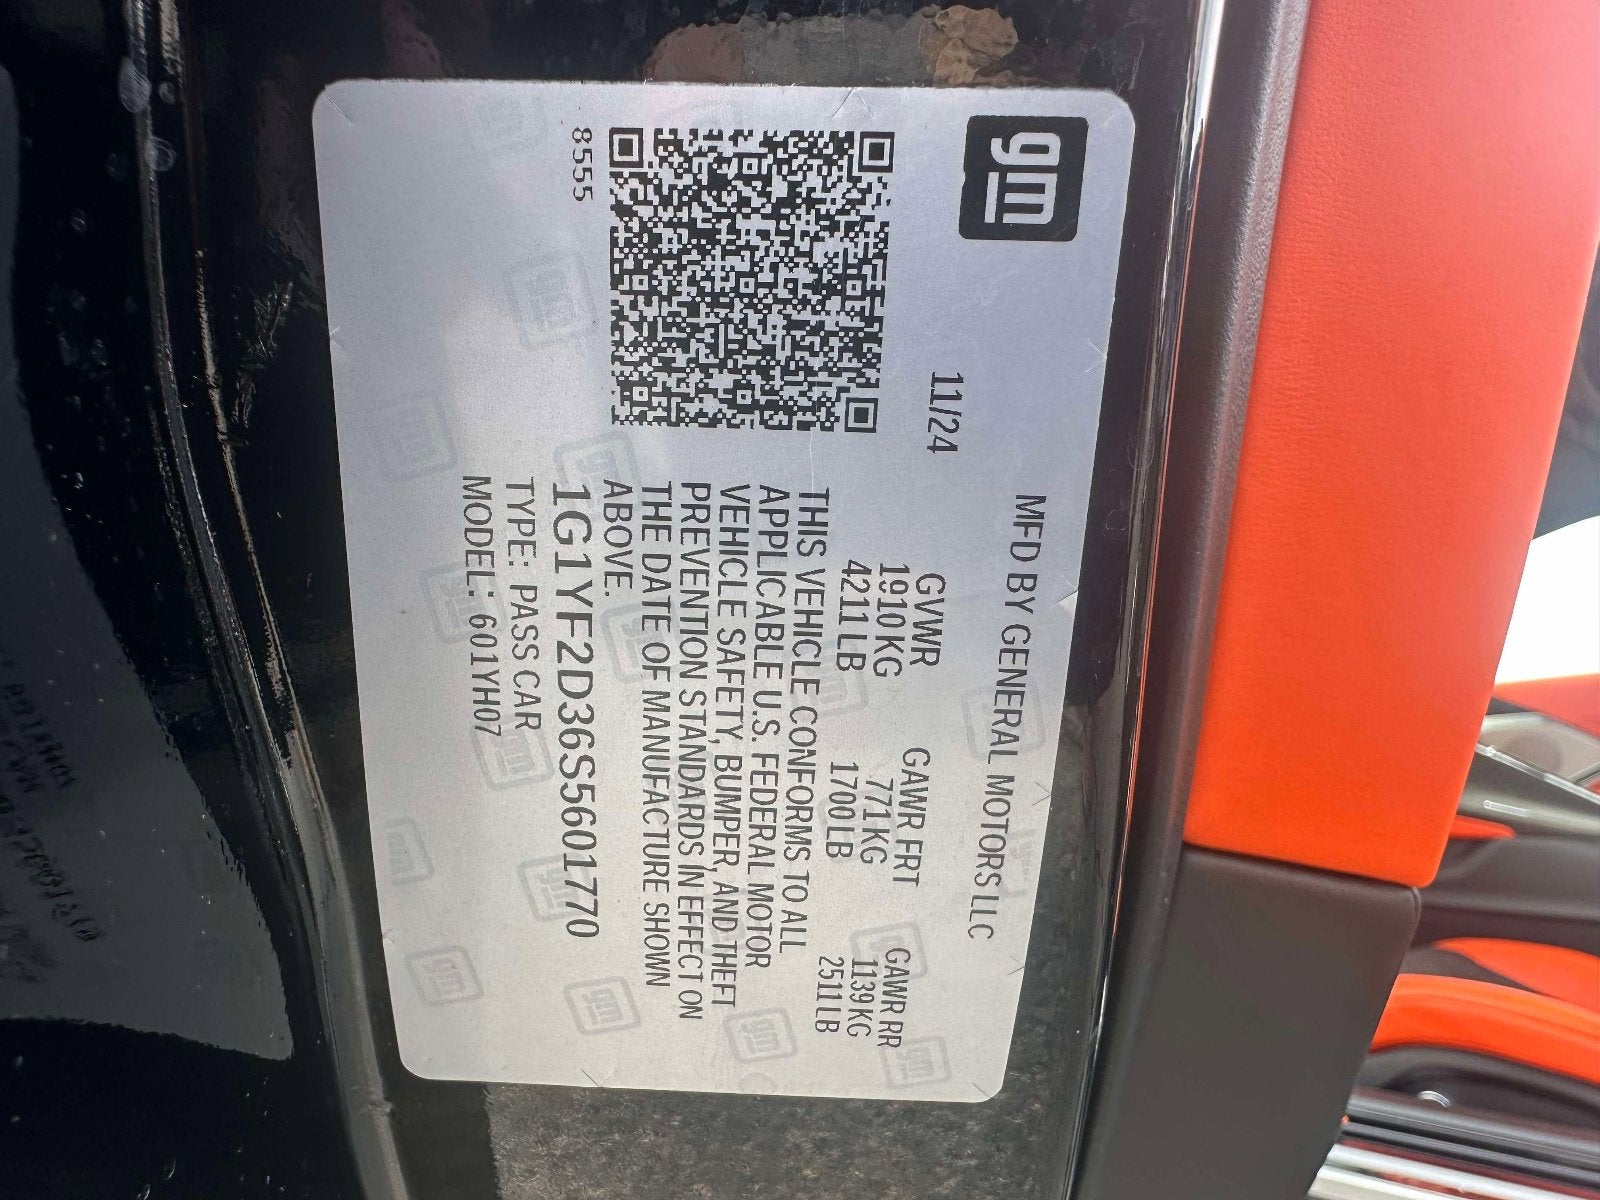 gm
MFD BY GENERAL MOTORS LLC
11/24
GVWR GAWR FRT GAWR RR
1910 KG 771 KG 1139 KG
4211 LB 1700 LB 2511 LB
THIS VEHICLE CONFORMS TO ALL
APPLICABLE U.S. FEDERAL MOTOR
VEHICLE SAFETY, BUMPER, AND THEFT
PREVENTION STANDARDS IN EFFECT ON
THE DATE OF MANUFACTURE SHOWN
ABOVE.
8555
1G1YF2D36S5601770
TYPE: PASS CAR
MODEL: 601YH07